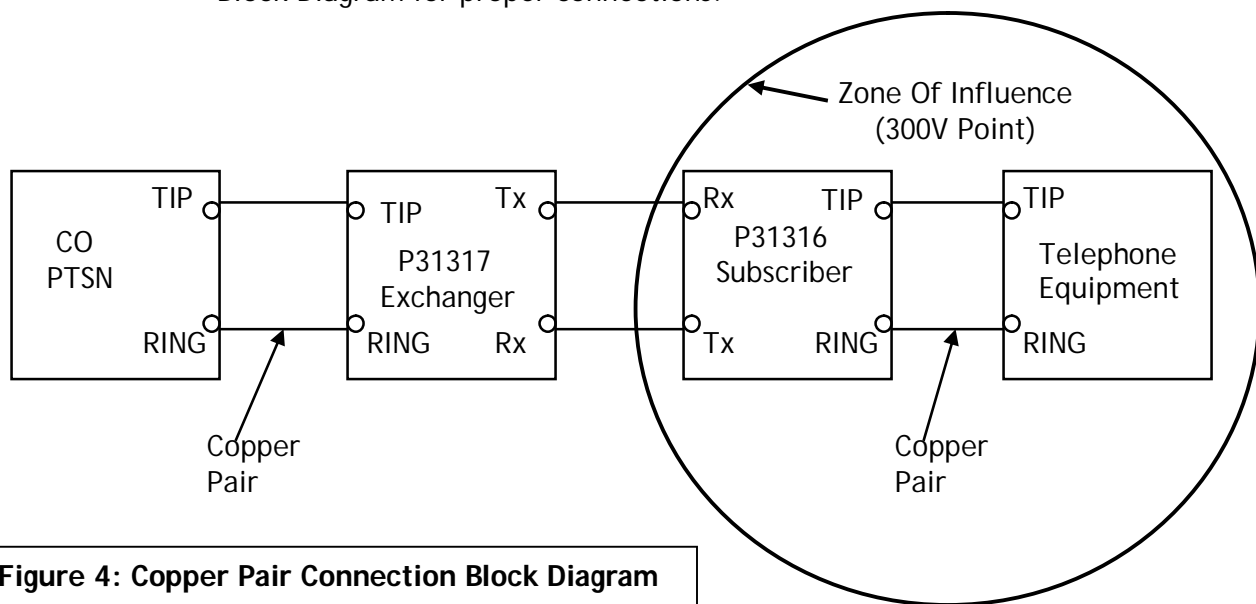 Block Diagram for proper connections.
Zone Of Influence
(300V Point)
TIP
TIP
Tx
Rx
TIP
TIP
CO
PTSN
P31317
Exchanger
P31316
Subscriber
Telephone
Equipment
RING
RING
Rx
Tx
RING
RING
Copper
Pair
Copper
Pair
Figure 4: Copper Pair Connection Block Diagram